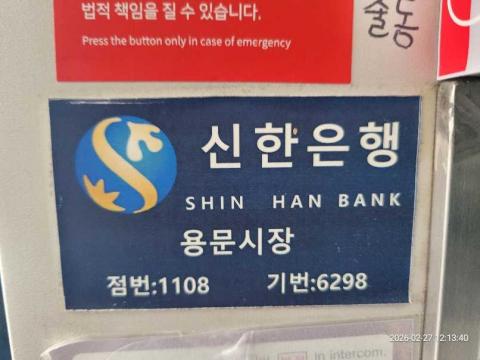 법적 책임을 질 수 있습니다.
Press the button only in case of emergency
신한은행
SHIN HAN BANK
용문시장
점번:1108 기번:6298
2026-02-27 12:13:40
in intercom.